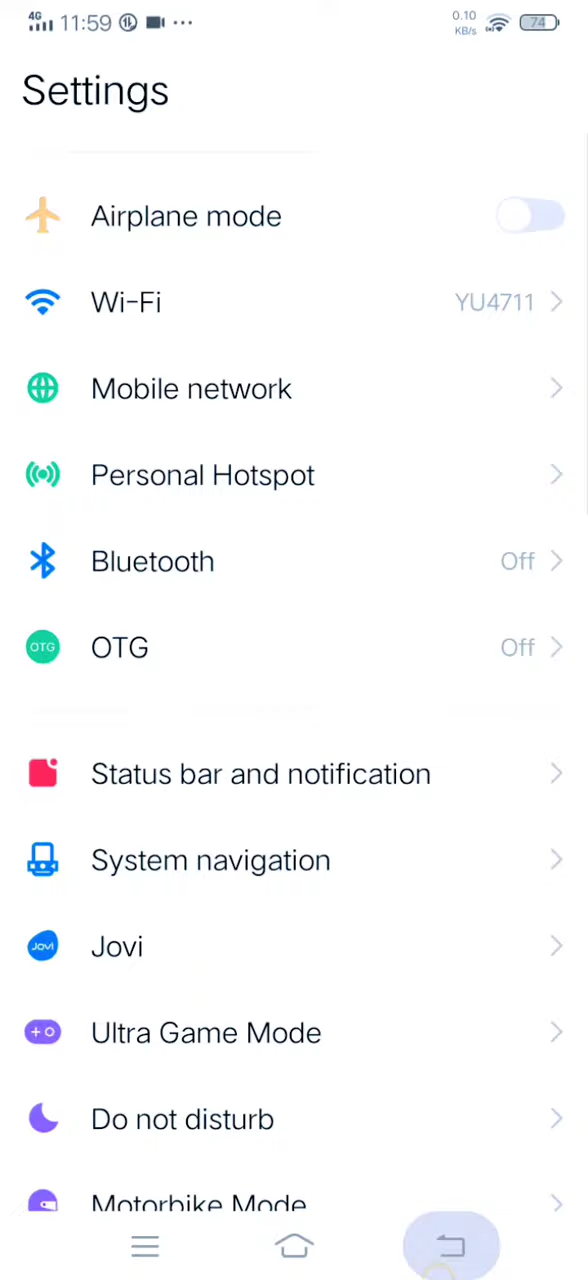 4G 11:59 0.10 KB/s 74
Settings
Airplane mode
Wi-Fi YU4711
Mobile network
Personal Hotspot
Bluetooth Off
OTG OTG Off
Status bar and notification
System navigation
Jovi Jovi
Ultra Game Mode
Do not disturb
Motorbike Mode